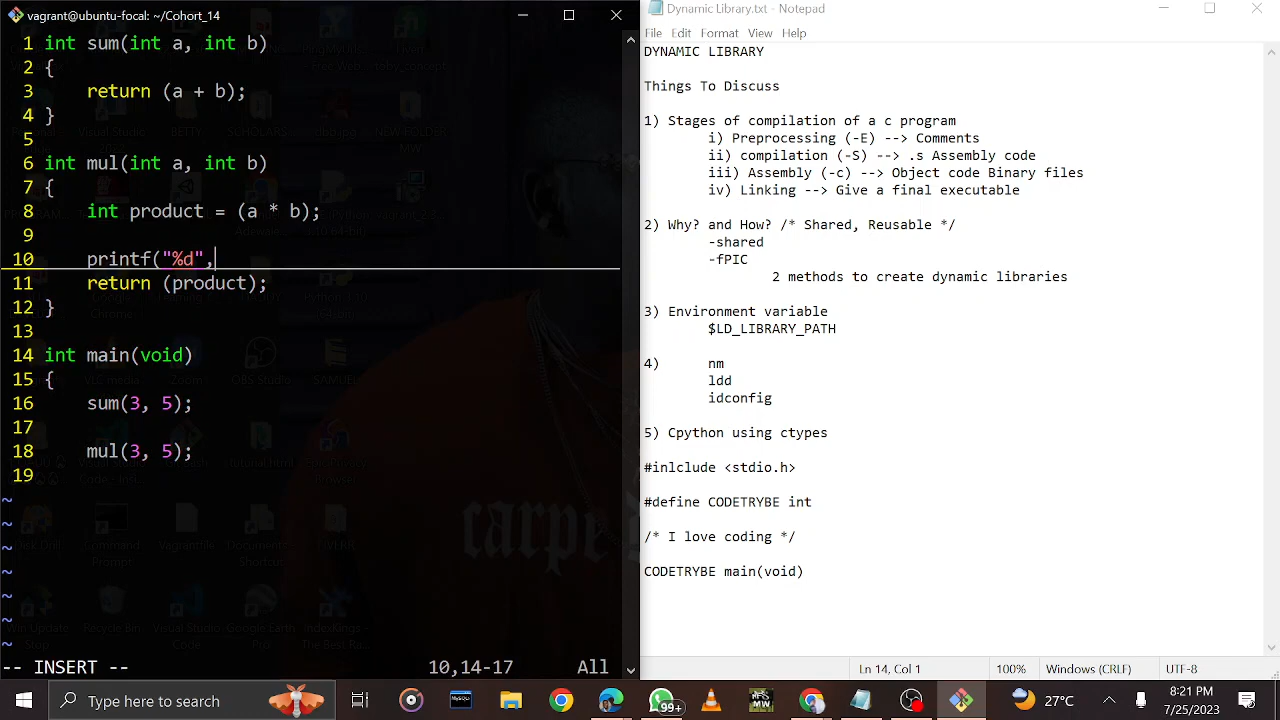 vagrant@ubuntu-focal: ~/Cohort_14
1 int sum(int a, int b)
2 {
3 return (a + b);
4 }
5
6 int mul(int a, int b)
7 {
8 int product = (a * b);
9
10 printf("%d",
11 return (product);
12 }
13
14 int main(void)
15 {
16 sum(3, 5);
17
18 mul(3, 5);
19
~
~
~
~
~
~
~
-- INSERT -- 10,14-17 All
Dynamic Library.txt - Notepad
File Edit Format View Help
DYNAMIC LIBRARY
Things To Discuss
1) Stages of compilation of a c program
i) Preprocessing (-E) --> Comments
ii) compilation (-S) --> .s Assembly code
iii) Assembly (-c) --> Object code Binary files
iv) Linking --> Give a final executable
2) Why? and How? /* Shared, Reusable */
-shared
-fPIC
2 methods to create dynamic libraries
3) Environment variable
$LD_LIBRARY_PATH
4) nm
ldd
idconfig
5) Cpython using ctypes
#inlclude <stdio.h>
#define CODETRYBE int
/* I love coding */
CODETRYBE main(void)
Ln 14, Col 1 100% Windows (CRLF) UTF-8
carpe
Type here to search
99+
27°C
8:21 PM
7/25/2023